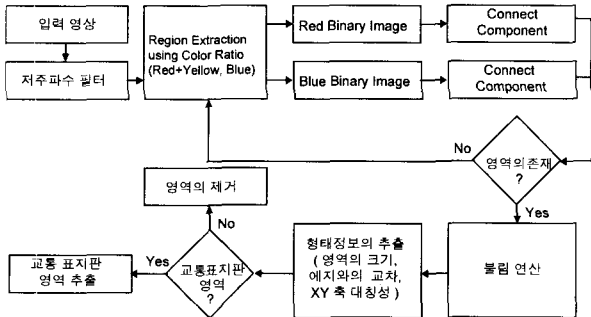 입력 영상
저주파수 필터
Region Extraction
using Color Ratio
(Red+Yellow, Blue)
Red Binary Image
Blue Binary Image
Connect
Component
Connect
Component
영역의존재
?
No
Yes
불림 연산
형태정보의 추출
( 영역의 크기,
에지와의 교차,
XY 축 대칭성 )
교통표지판
영역
?
No
영역의 제거
Yes
교통 표지판
영역 추출